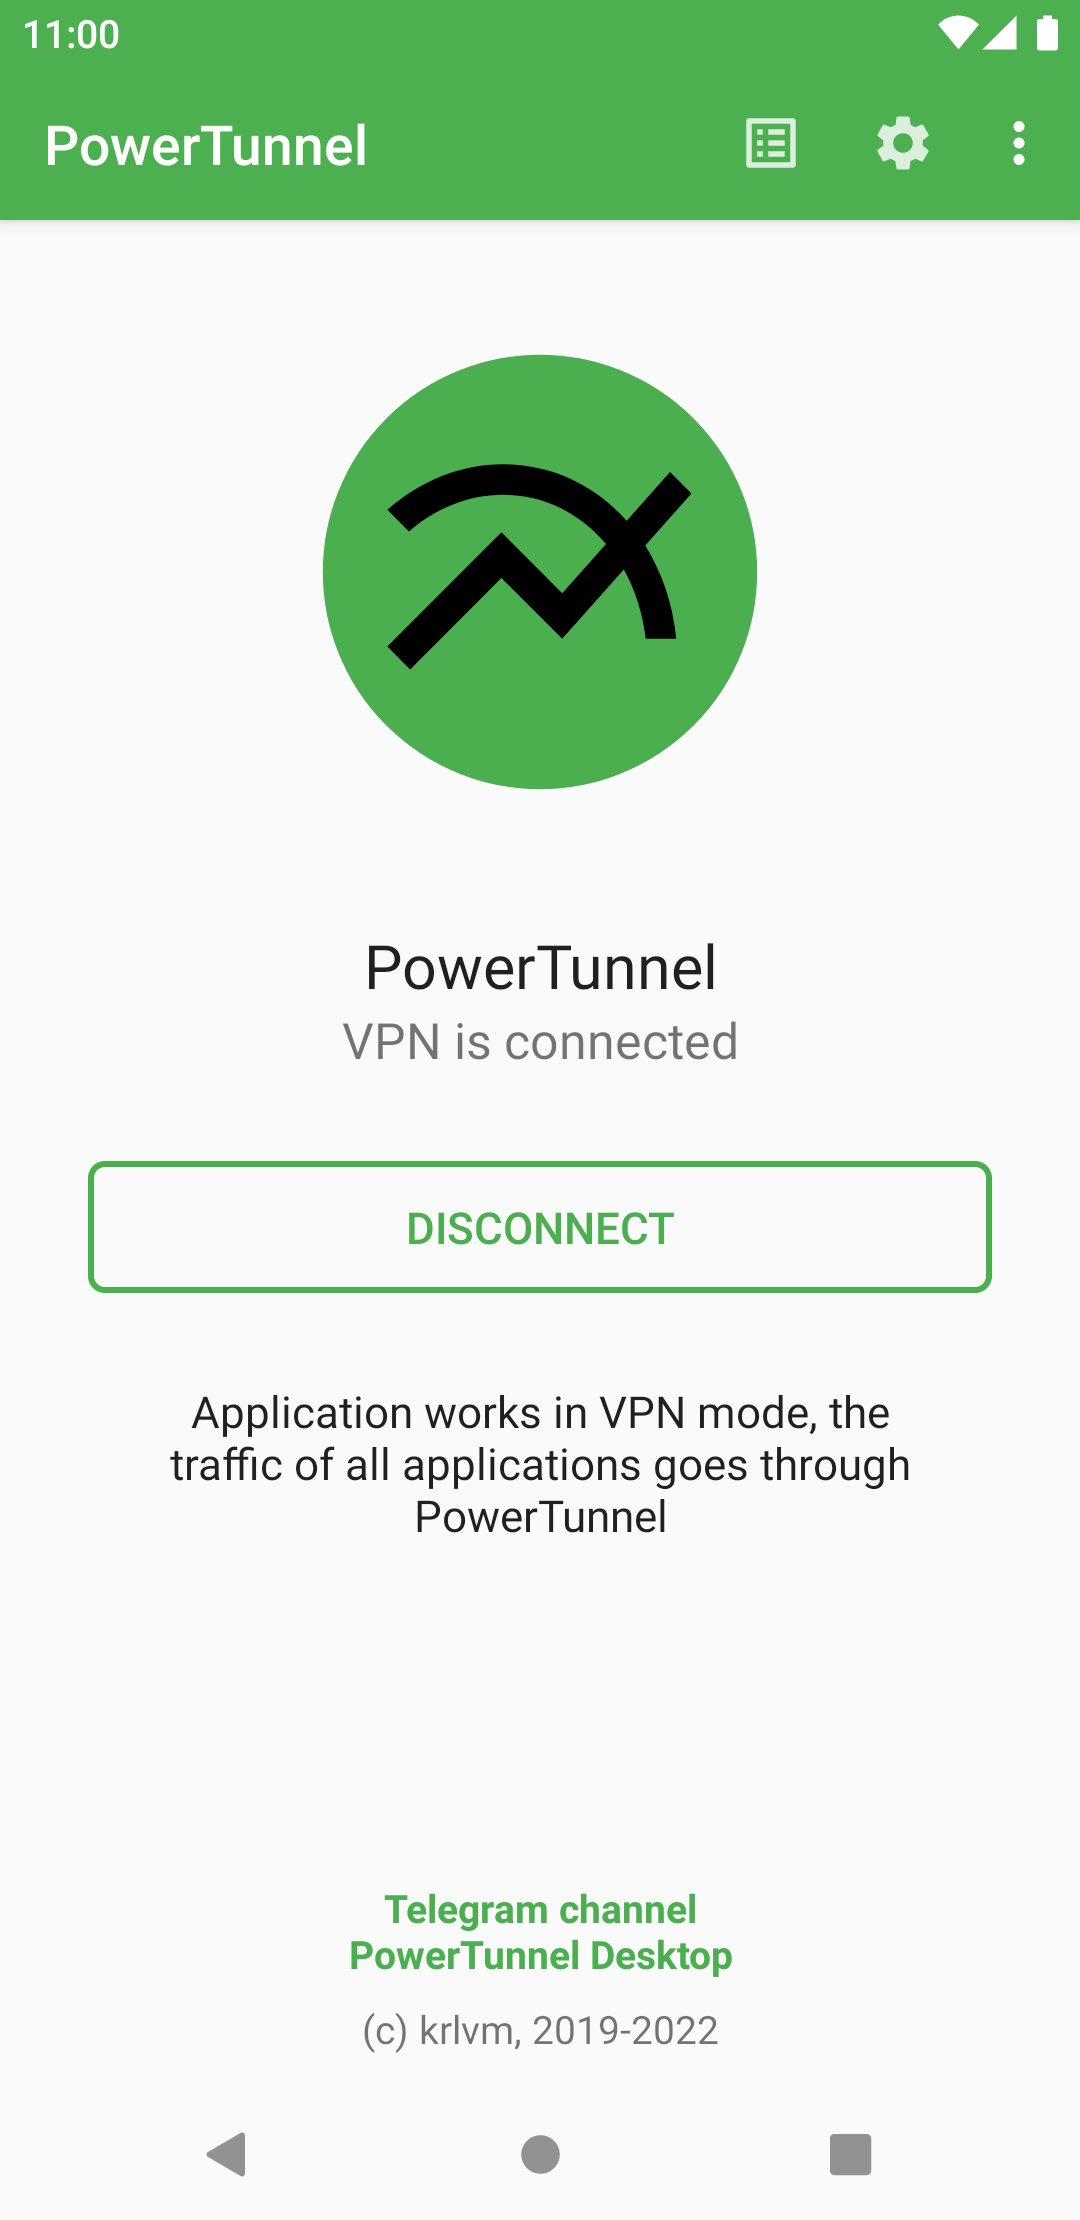 11:00
PowerTunnel
PowerTunnel
VPN is connected
DISCONNECT
Application works in VPN mode, the
traffic of all applications goes through
PowerTunnel
Telegram channel
PowerTunnel Desktop
(c) krlvm, 2019-2022